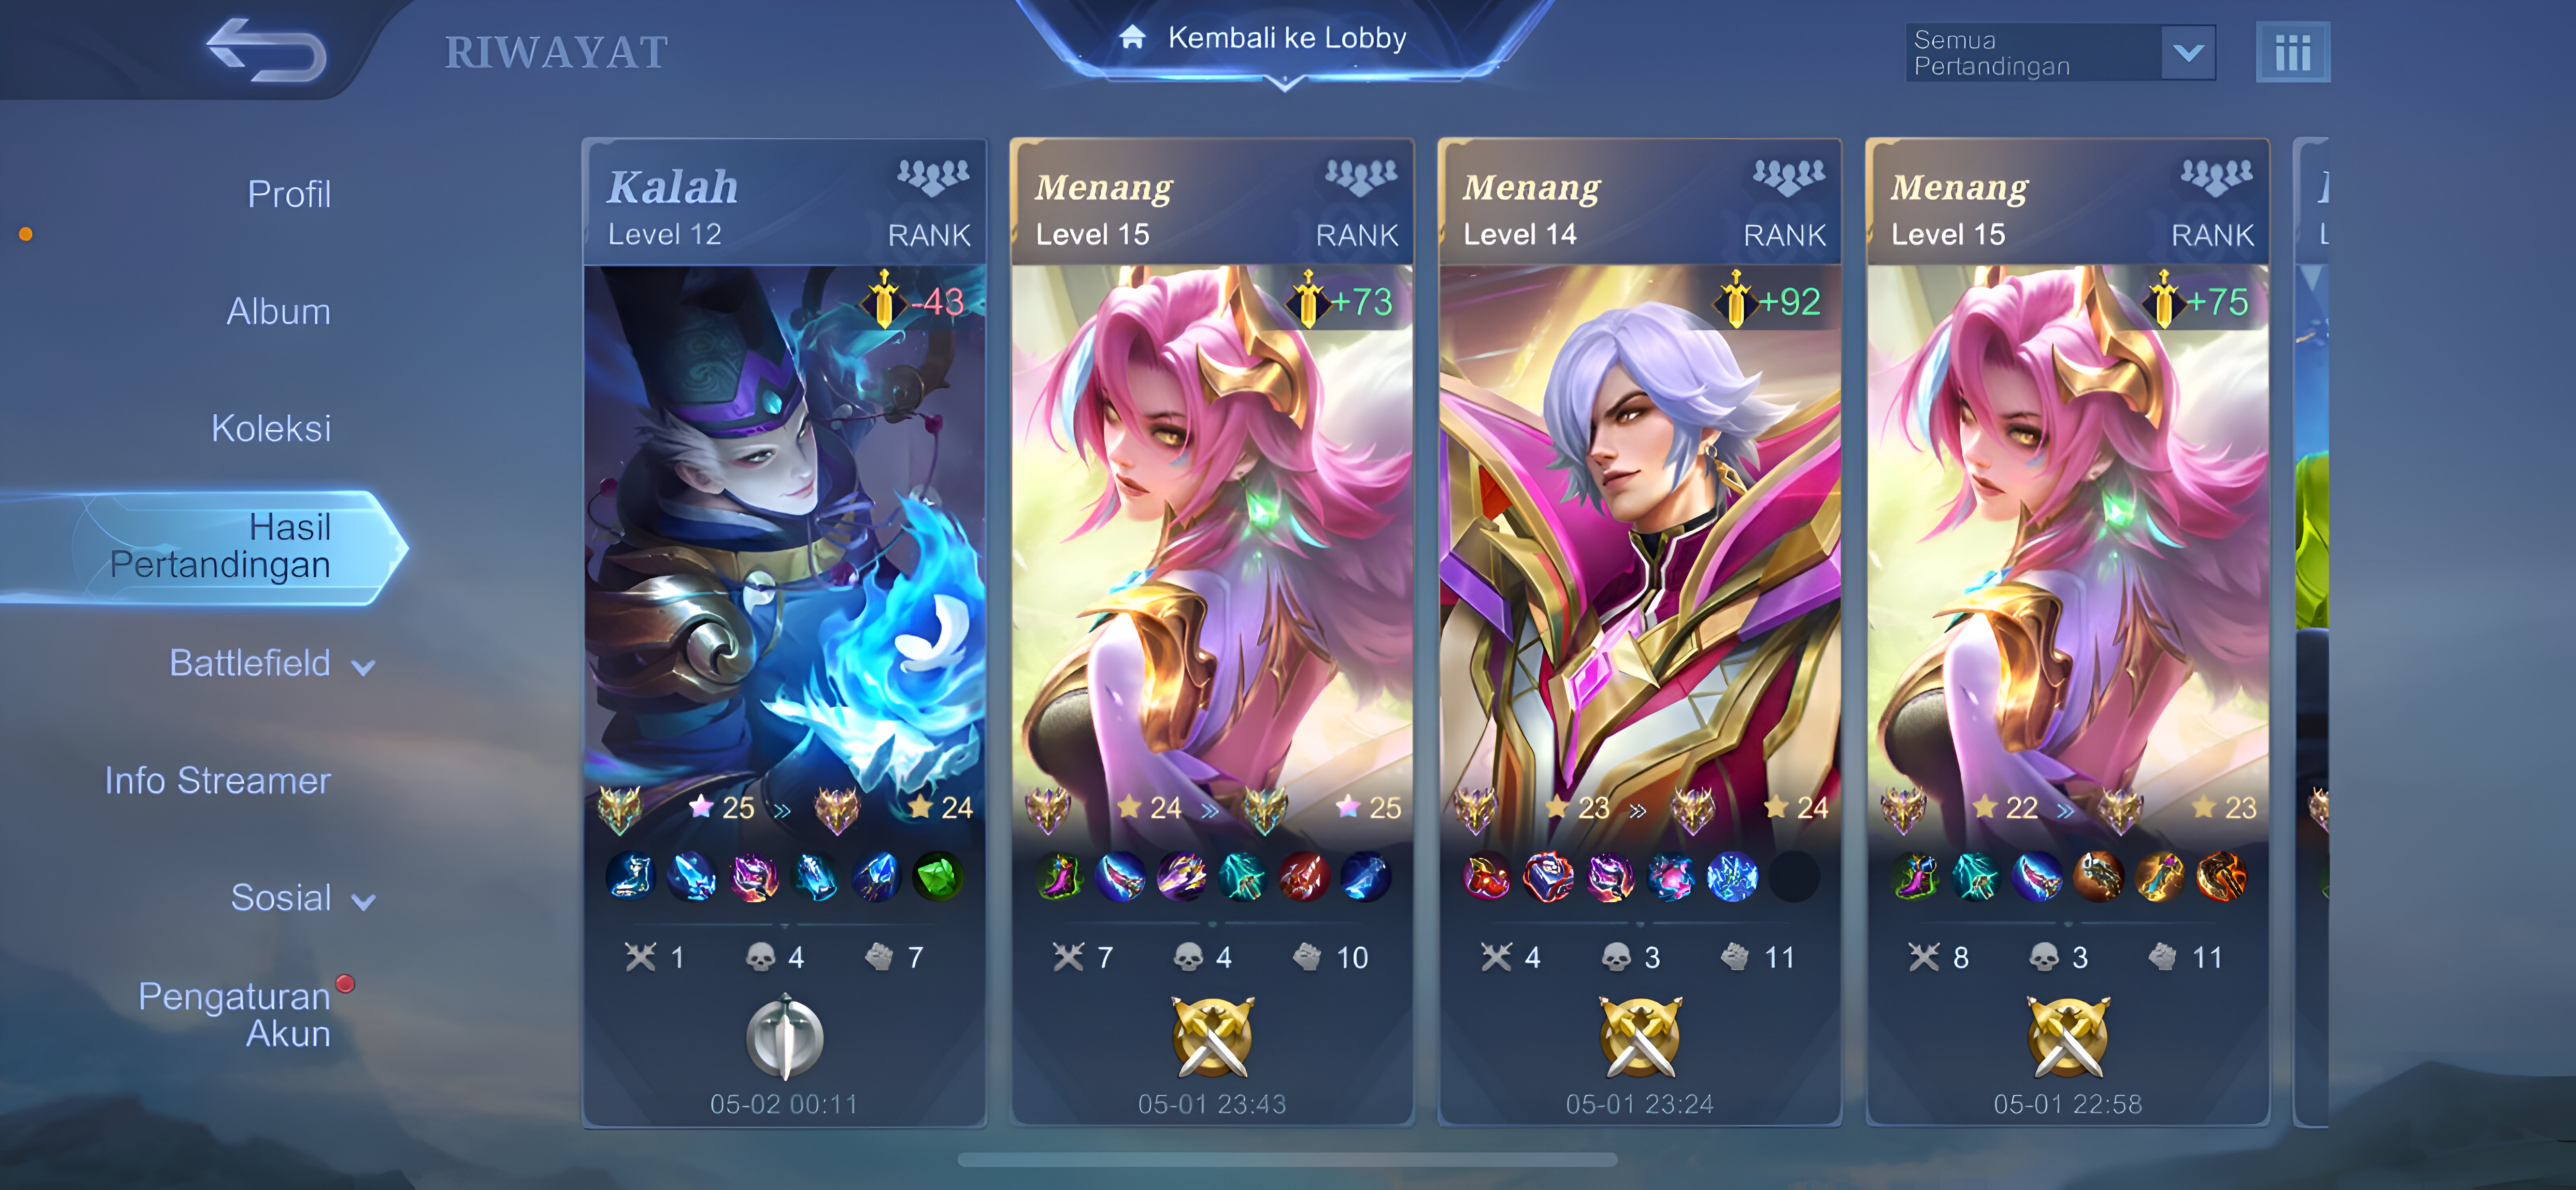 RIWAYAT
Kembali ke Lobby
Semua
Pertandingan
Profil
Album
Koleksi
Hasil
Pertandingan
Battlefield
Info Streamer
Sosial
Pengaturan
Akun
Kalah
Level 12
RANK
-43
25 » 24
1 4 7
05-02 00:11
Menang
Level 15
RANK
+73
24 » 25
7 4 10
05-01 23:43
Menang
Level 14
RANK
+92
23 » 24
4 3 11
05-01 23:24
Menang
Level 15
RANK
+75
22 » 23
8 3 11
05-01 22:58